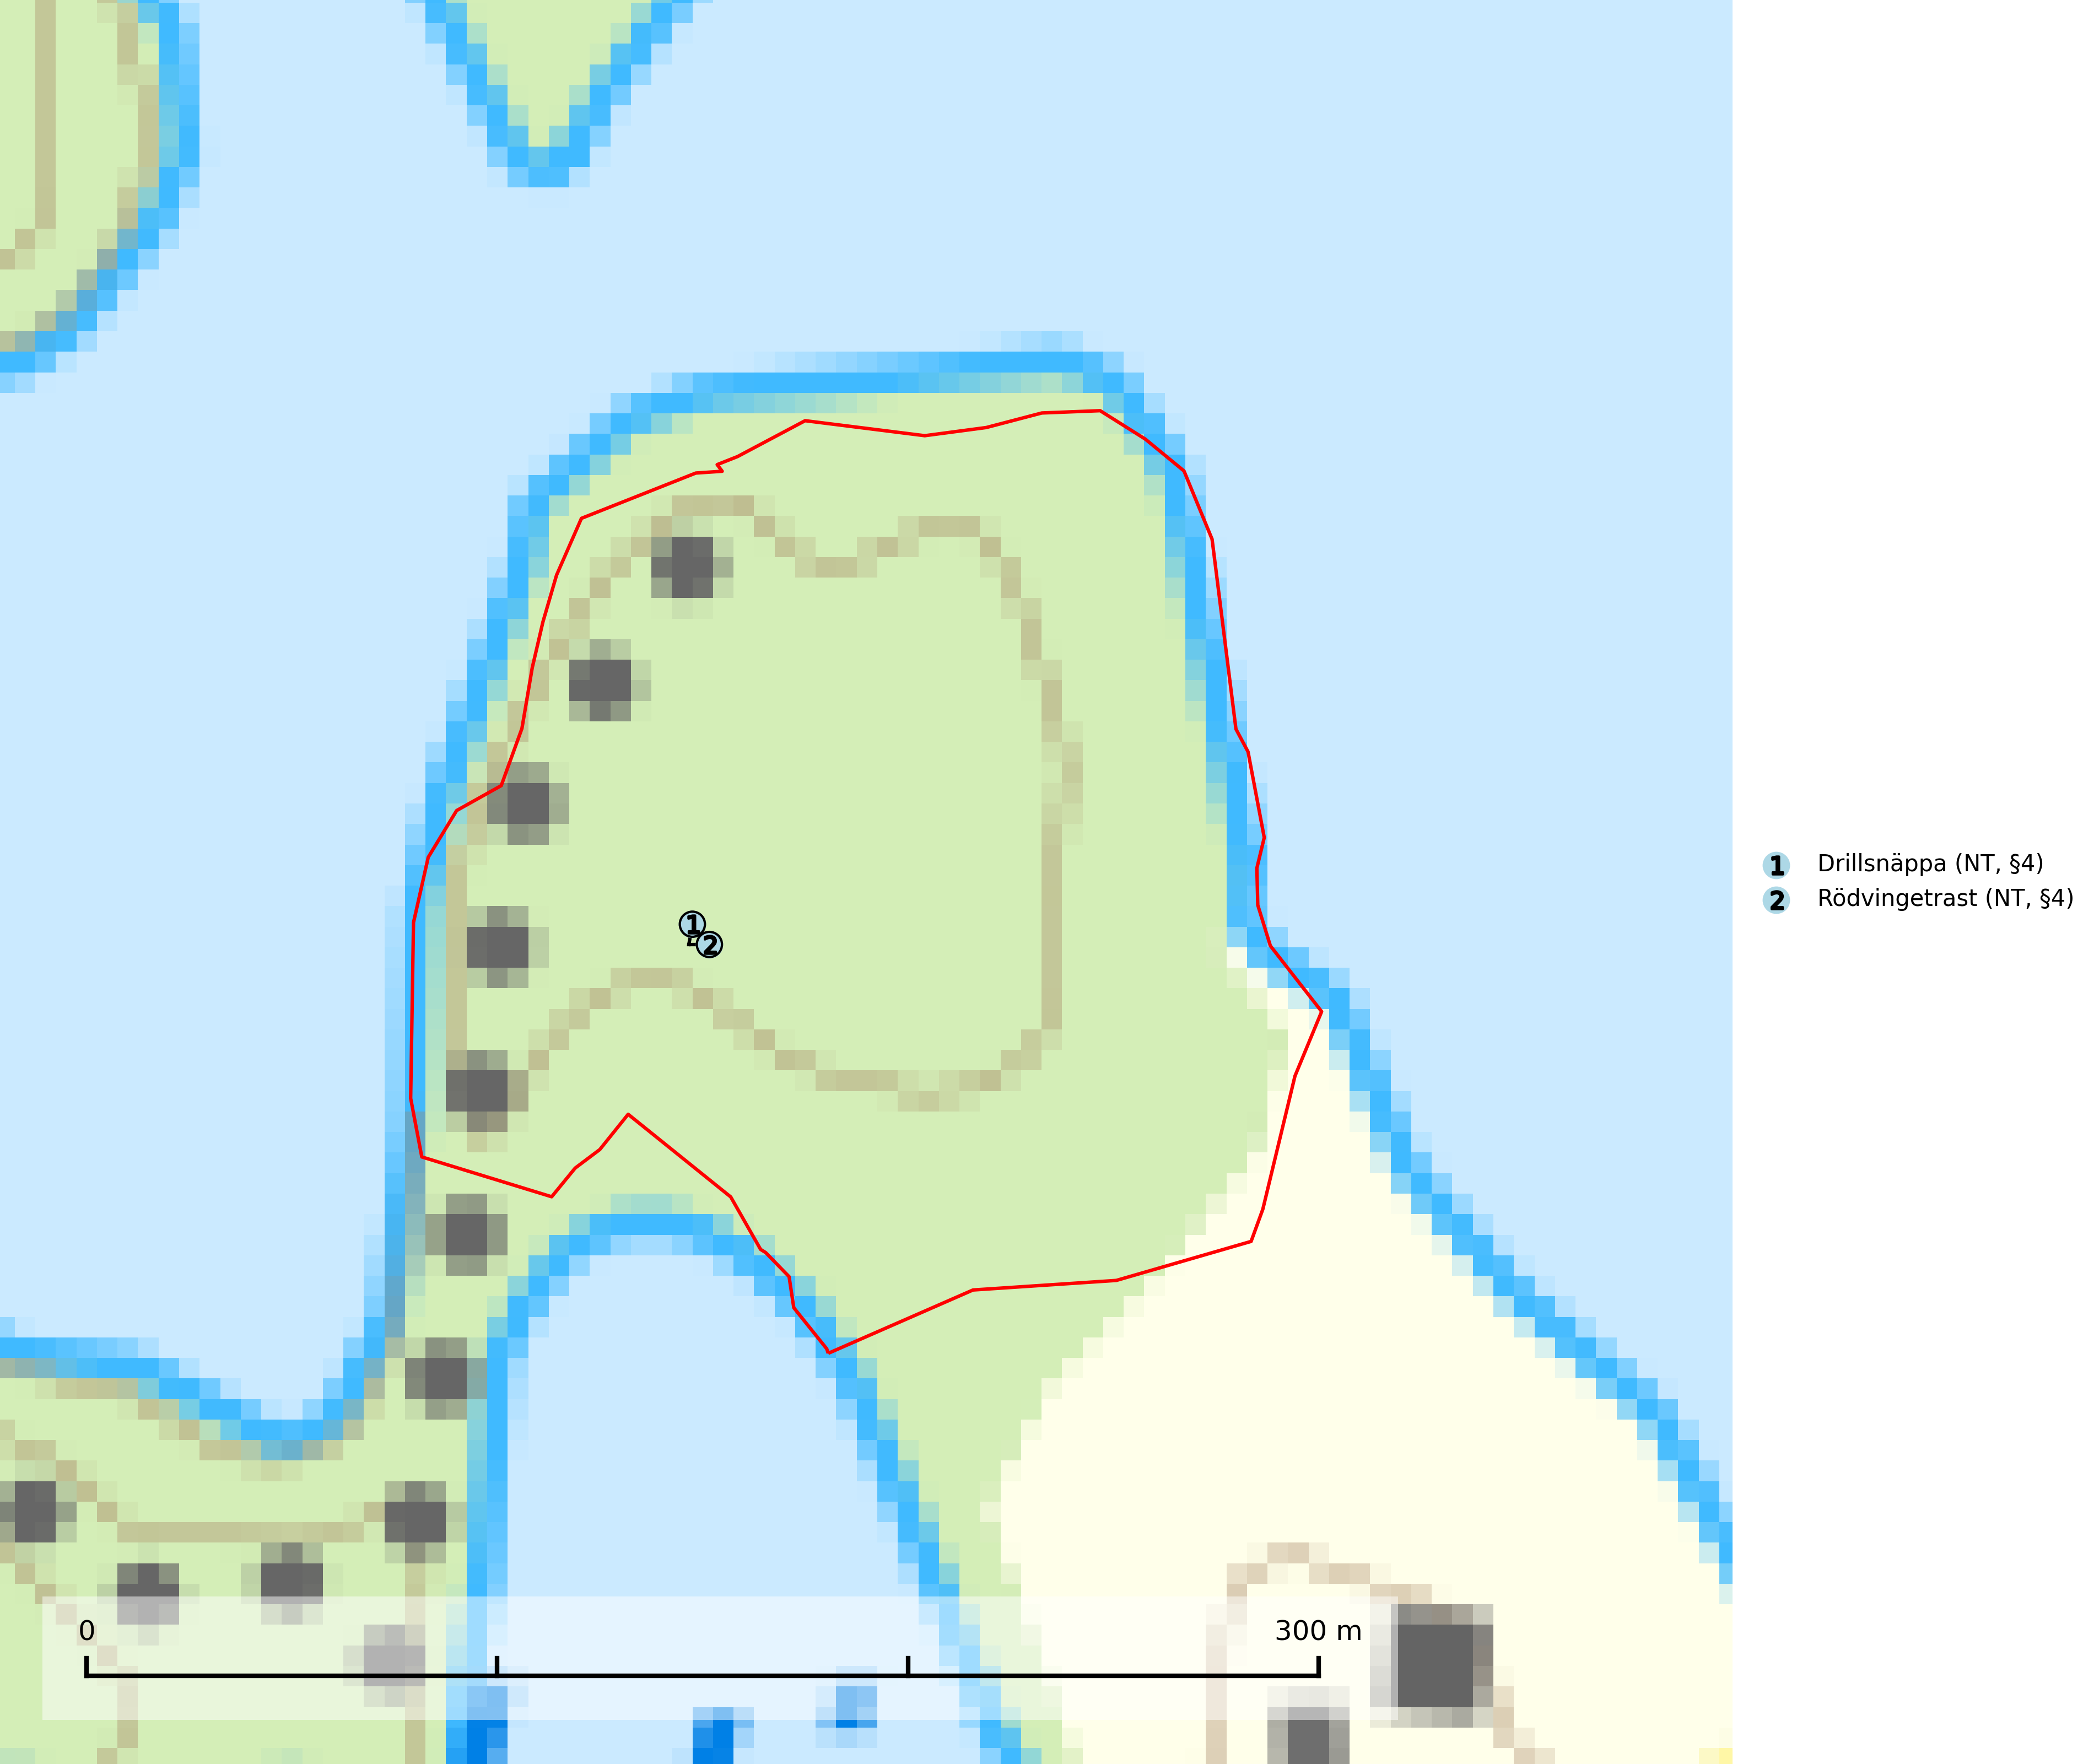 1
2
1 Drillsnäppa (NT, §4)
2 Rödvingetrast (NT, §4)
0 300 m